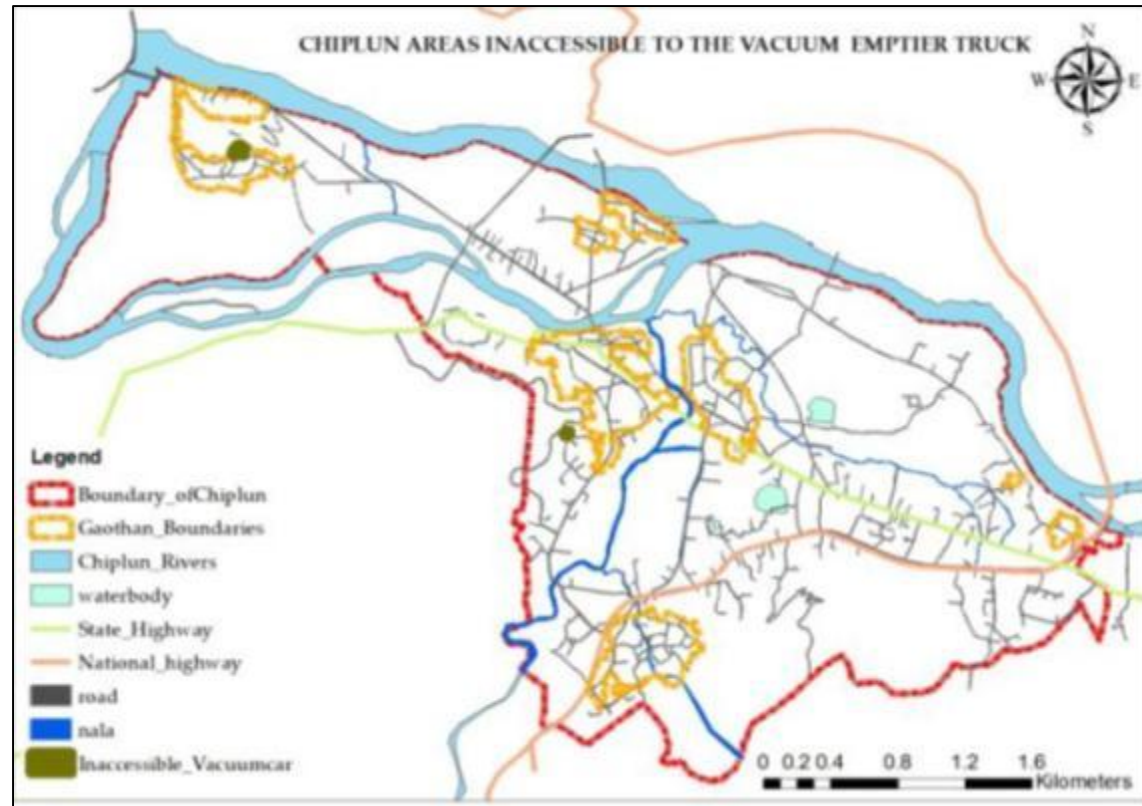 CHIPLUN AREAS INACCESSIBLE TO THE VACUUM EMPTIER TRUCK
N
W E
S
Legend
Boundary_ofChiplun
Gaothan_Boundaries
Chiplun_Rivers
waterbody
State_Highway
National_highway
road
nala
Inaccessible_Vacuumcar
0 0.2 0.4 0.8 1.2 1.6
Kilometers